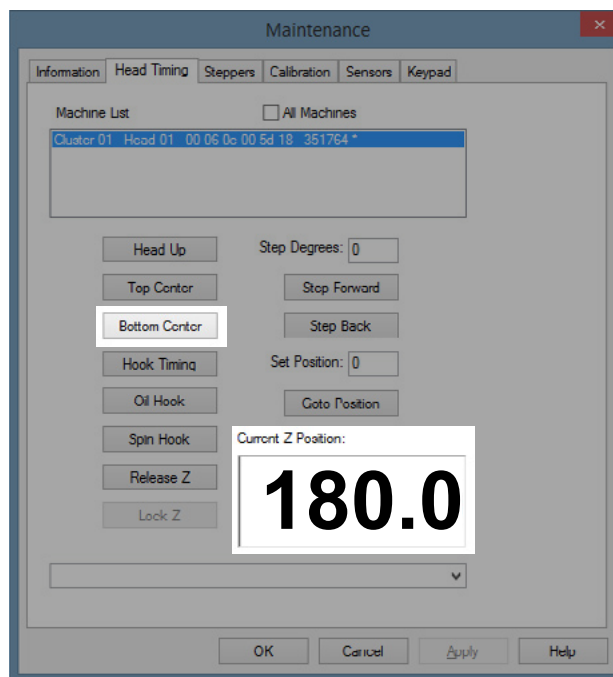 Maintenance
Information Head Timing Steppers Calibration Sensors Keypad
Machine List All Machines
Cluster 01 Head 01 00 06 0c 00 5d 18 351764 *
Head Up Step Degrees: 0
Top Center Step Forward
Bottom Center Step Back
Hook Timing Set Position: 0
Oil Hook Goto Position
Spin Hook Current Z Position:
Release Z 180.0
Lock Z
OK Cancel Apply Help